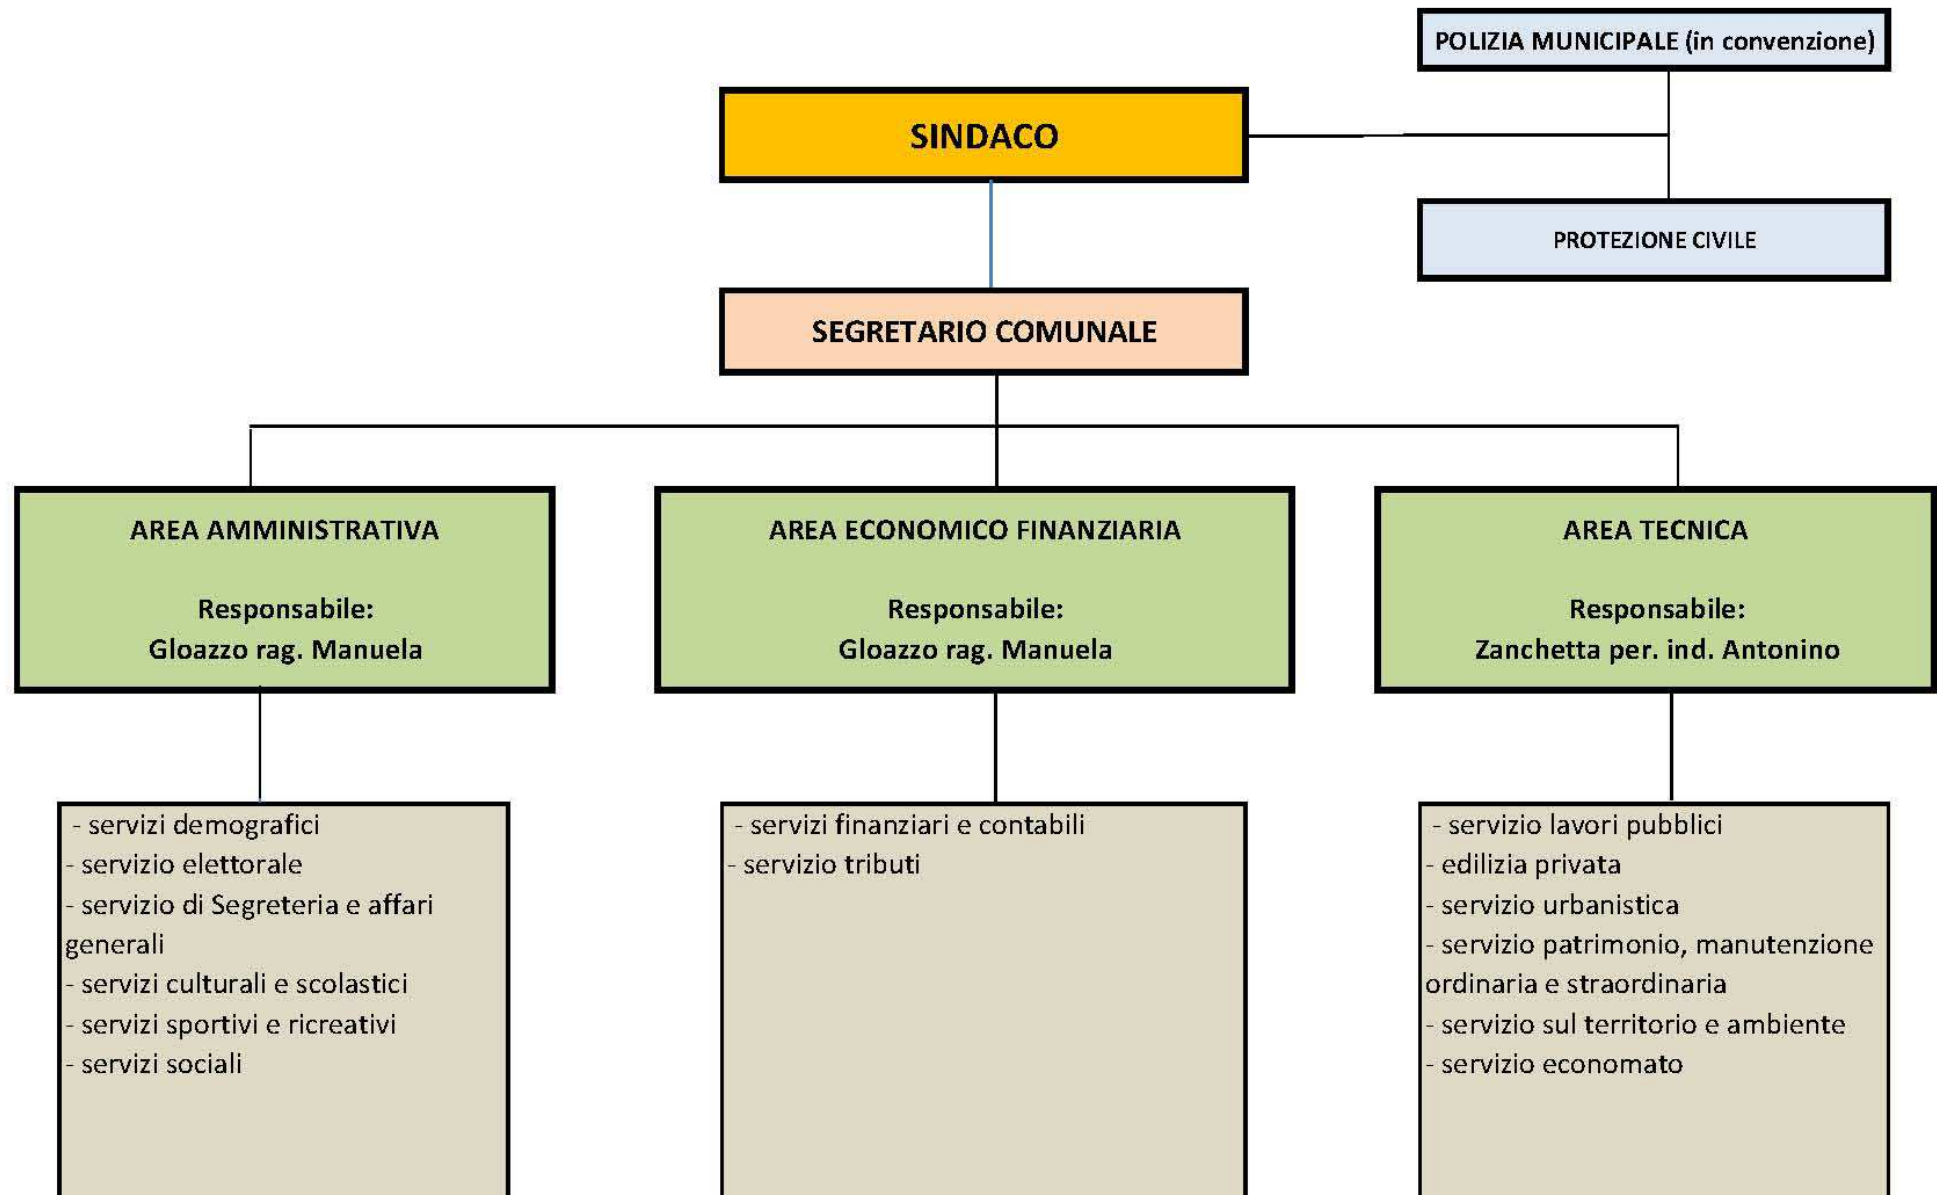 POLIZIA MUNICIPALE (in convenzione)
SINDACO
PROTEZIONE CIVILE
SEGRETARIO COMUNALE
AREA AMMINISTRATIVA
Responsabile:
Gloazzo rag. Manuela
AREA ECONOMICO FINANZIARIA
Responsabile:
Gloazzo rag. Manuela
AREA TECNICA
Responsabile:
Zanchetta per. ind. Antonino
- servizi demografici
- servizio elettorale
- servizio di Segreteria e affari
generali
- servizi culturali e scolastici
- servizi sportivi e ricreativi
- servizi sociali
- servizi finanziari e contabili
- servizio tributi
- servizio lavori pubblici
- edilizia privata
- servizio urbanistica
- servizio patrimonio, manutenzione
ordinaria e straordinaria
- servizio sul territorio e ambiente
- servizio economato